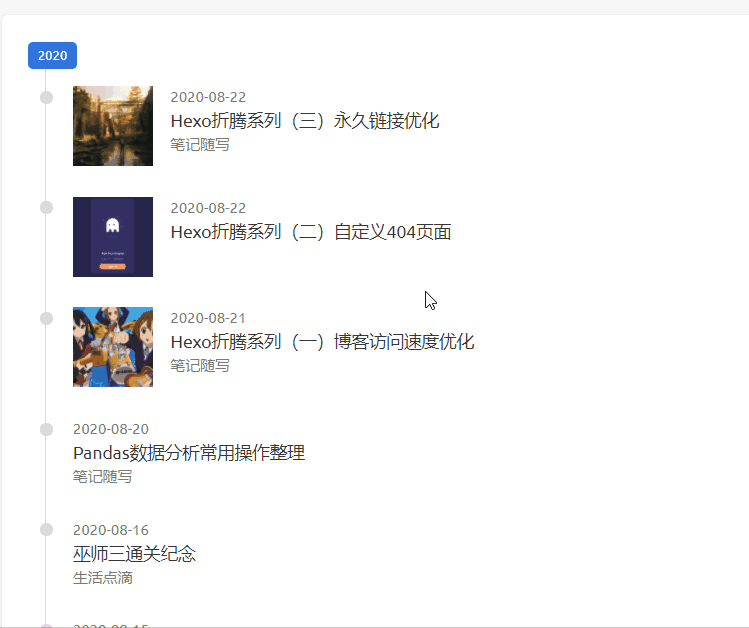 2020
2020-08-22
Hexo折腾系列（三）永久链接优化
笔记随写
2020-08-22
Hexo折腾系列（二）自定义404页面
2020-08-21
Hexo折腾系列（一）博客访问速度优化
笔记随写
2020-08-20
Pandas数据分析常用操作整理
笔记随写
2020-08-16
巫师三通关纪念
生活点滴
2020-08-15